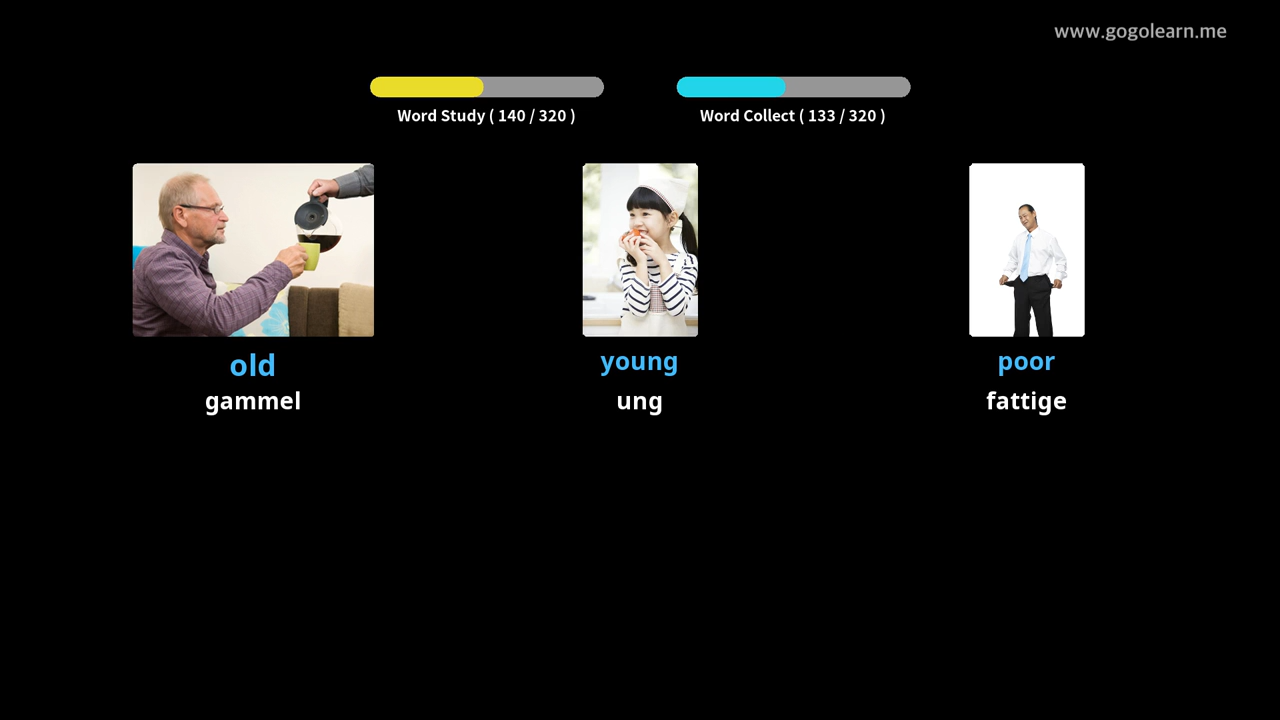 www.gogolearn.me
Word Study ( 140 / 320 )
Word Collect ( 133 / 320 )
old
young
poor
gammel
ung
fattige